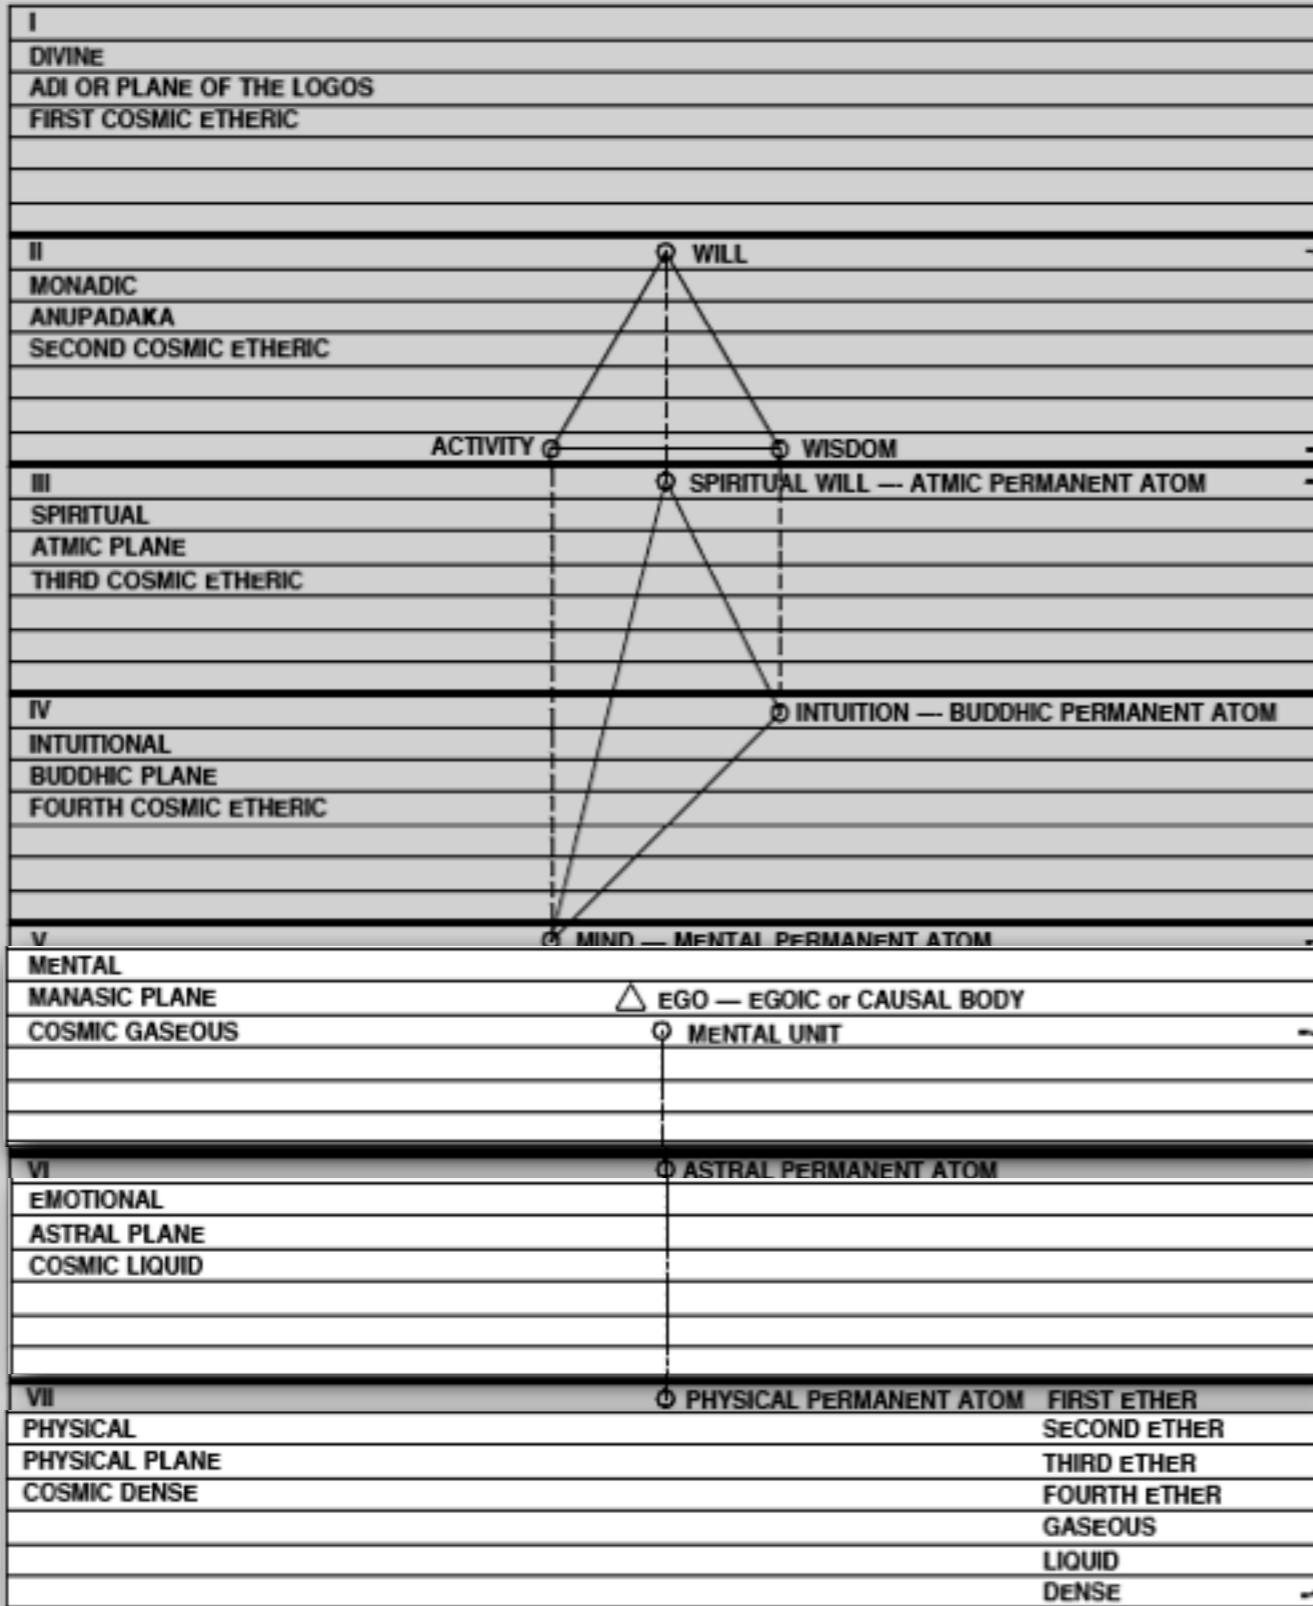 I
DIVINE
ADI OR PLANE OF THE LOGOS
FIRST COSMIC ETHERIC
II WILL
MONADIC
ANUPADAKA
SECOND COSMIC ETHERIC
ACTIVITY WISDOM
III SPIRITUAL WILL –- ATMIC PERMANENT ATOM
SPIRITUAL
ATMIC PLANE
THIRD COSMIC ETHERIC
IV INTUITION –- BUDDHIC PERMANENT ATOM
INTUITIONAL
BUDDHIC PLANE
FOURTH COSMIC ETHERIC
V MIND — MENTAL PERMANENT ATOM
MENTAL
MANASIC PLANE EGO — EGOIC or CAUSAL BODY
COSMIC GASEOUS MENTAL UNIT
VI ASTRAL PERMANENT ATOM
EMOTIONAL
ASTRAL PLANE
COSMIC LIQUID
VII PHYSICAL PERMANENT ATOM FIRST ETHER
PHYSICAL SECOND ETHER
PHYSICAL PLANE THIRD ETHER
COSMIC DENSE FOURTH ETHER
GASEOUS
LIQUID
DENSE